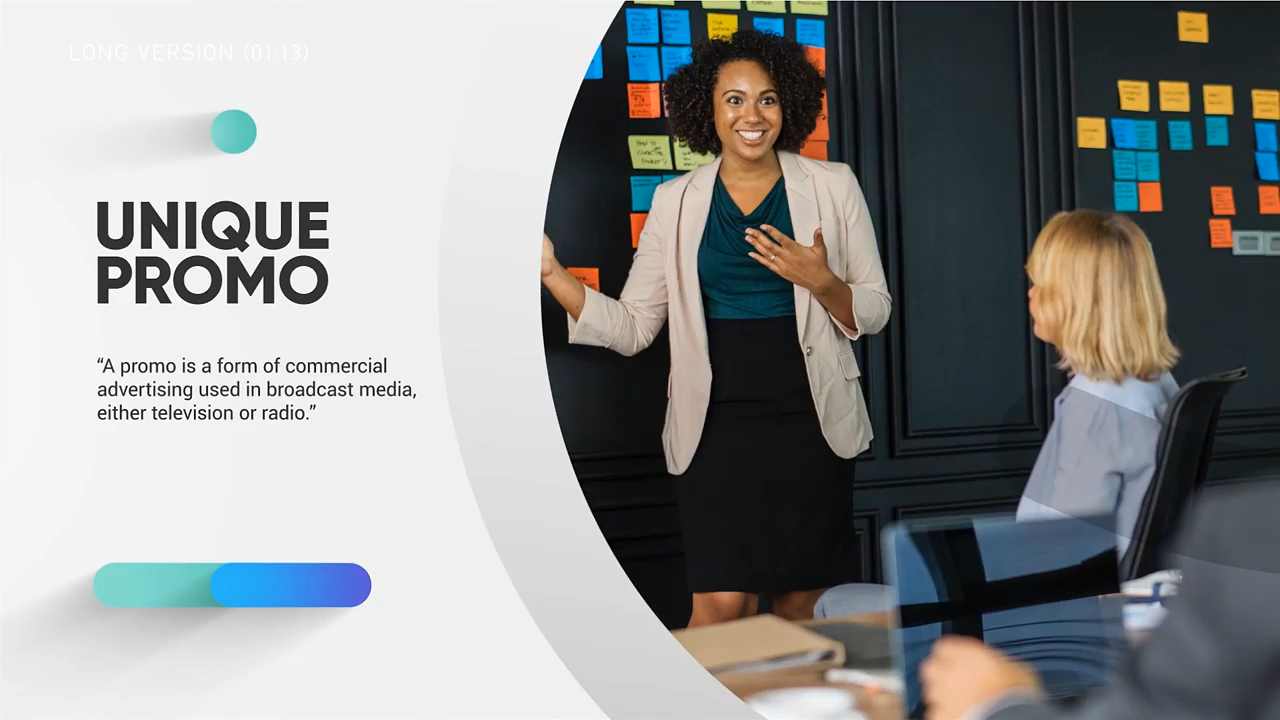 LONG VERSION (01:13)
UNIQUE
PROMO
“A promo is a form of commercial
advertising used in broadcast media,
either television or radio.”